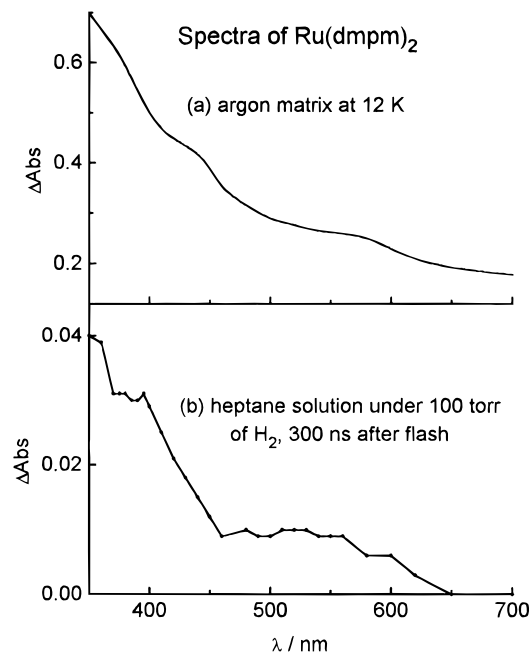 Spectra of Ru(dmpm)₂
(a) argon matrix at 12 K
0.6
0.4
0.2
ΔAbs
(b) heptane solution under 100 torr
of H₂, 300 ns after flash
0.04
0.02
0.00
ΔAbs
400
500
600
700
λ / nm